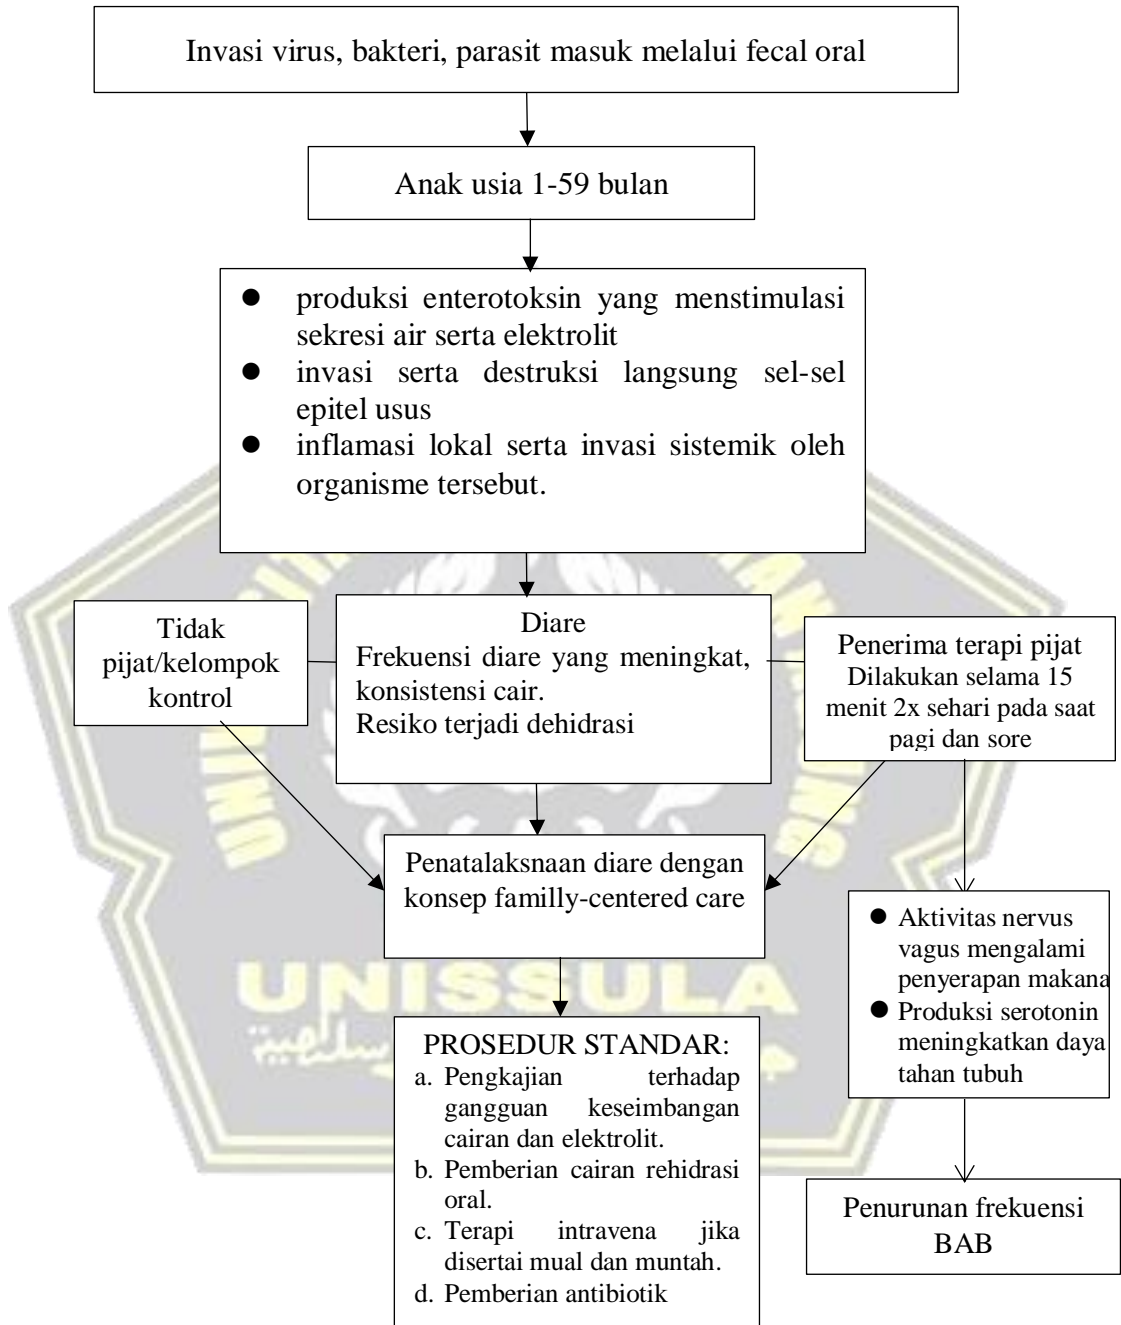 Invasi virus, bakteri, parasit masuk melalui fecal oral
Anak usia 1-59 bulan
● produksi enterotoksin yang menstimulasi
sekresi air serta elektrolit
● invasi serta destruksi langsung sel-sel
epitel usus
● inflamasi lokal serta invasi sistemik oleh
organisme tersebut.
Tidak
pijat/kelompok
kontrol
Diare
Frekuensi diare yang meningkat,
konsistensi cair.
Resiko terjadi dehidrasi
Penerima terapi pijat
Dilakukan selama 15
menit 2x sehari pada saat
pagi dan sore
Penatalaksnaan diare dengan
konsep familly-centered care
● Aktivitas nervus
vagus mengalami
penyerapan makana
● Produksi serotonin
meningkatkan daya
tahan tubuh
PROSEDUR STANDAR:
a. Pengkajian terhadap
gangguan keseimbangan
cairan dan elektrolit.
b. Pemberian cairan rehidrasi
oral.
c. Terapi intravena jika
disertai mual dan muntah.
d. Pemberian antibiotik
Penurunan frekuensi
BAB
UNISSULA